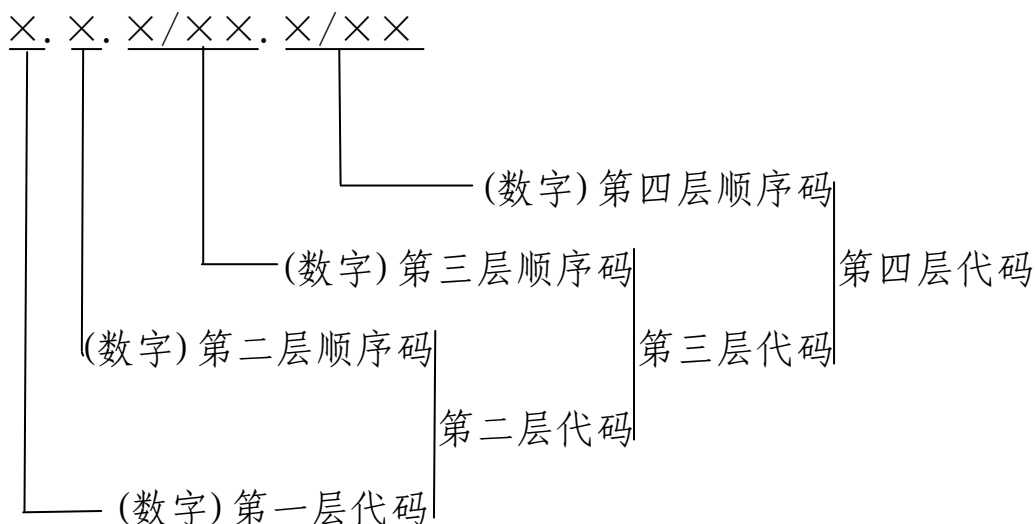 ×. ×. ×/××. ×/××
(数字)第四层顺序码
(数字)第三层顺序码
第四层代码
(数字)第二层顺序码
第三层代码
第二层代码
(数字)第一层代码